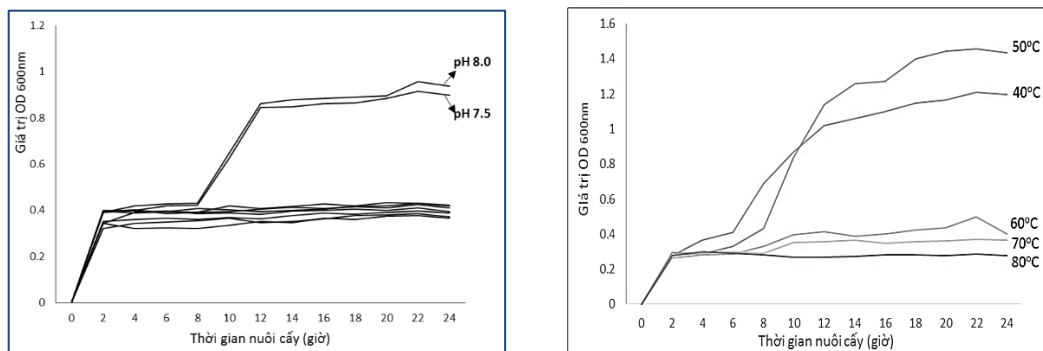 Giá trị OD 600nm
1.2
1
0.8
0.6
0.4
0.2
0
pH 8.0
pH 7.5
0 2 4 6 8 10 12 14 16 18 20 22 24
Thời gian nuôi cấy (giờ)
Giá trị OD 600nm
1.6
1.4
1.2
1
0.8
0.6
0.4
0.2
0
50°C
40°C
60°C
70°C
80°C
0 2 4 6 8 10 12 14 16 18 20 22 24
Thời gian nuôi cấy (giờ)